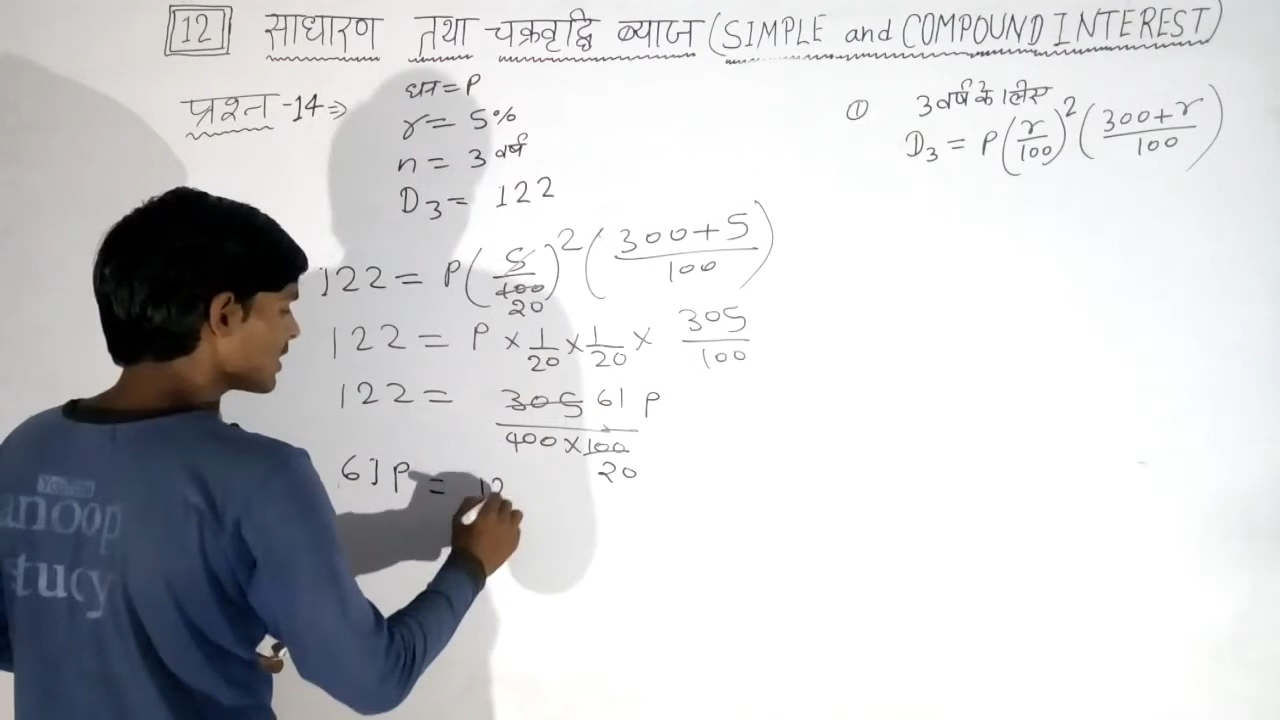 12 साधारण तथा चक्रवृद्धि ब्याज (SIMPLE and COMPOUND INTEREST)
प्रश्न -14⇒
धन = P
r = 5%
n = 3 वर्ष
D₃ = 122
① 3 वर्ष के लिए
D₃ = P(r/100)²((300+r)/100)
122 = P(5/100 20)²((300+5)/100)
122 = P × 1/20 × 1/20 × 305/100
122 = 305 61 P / 400×100 20
61P = 12
anoop